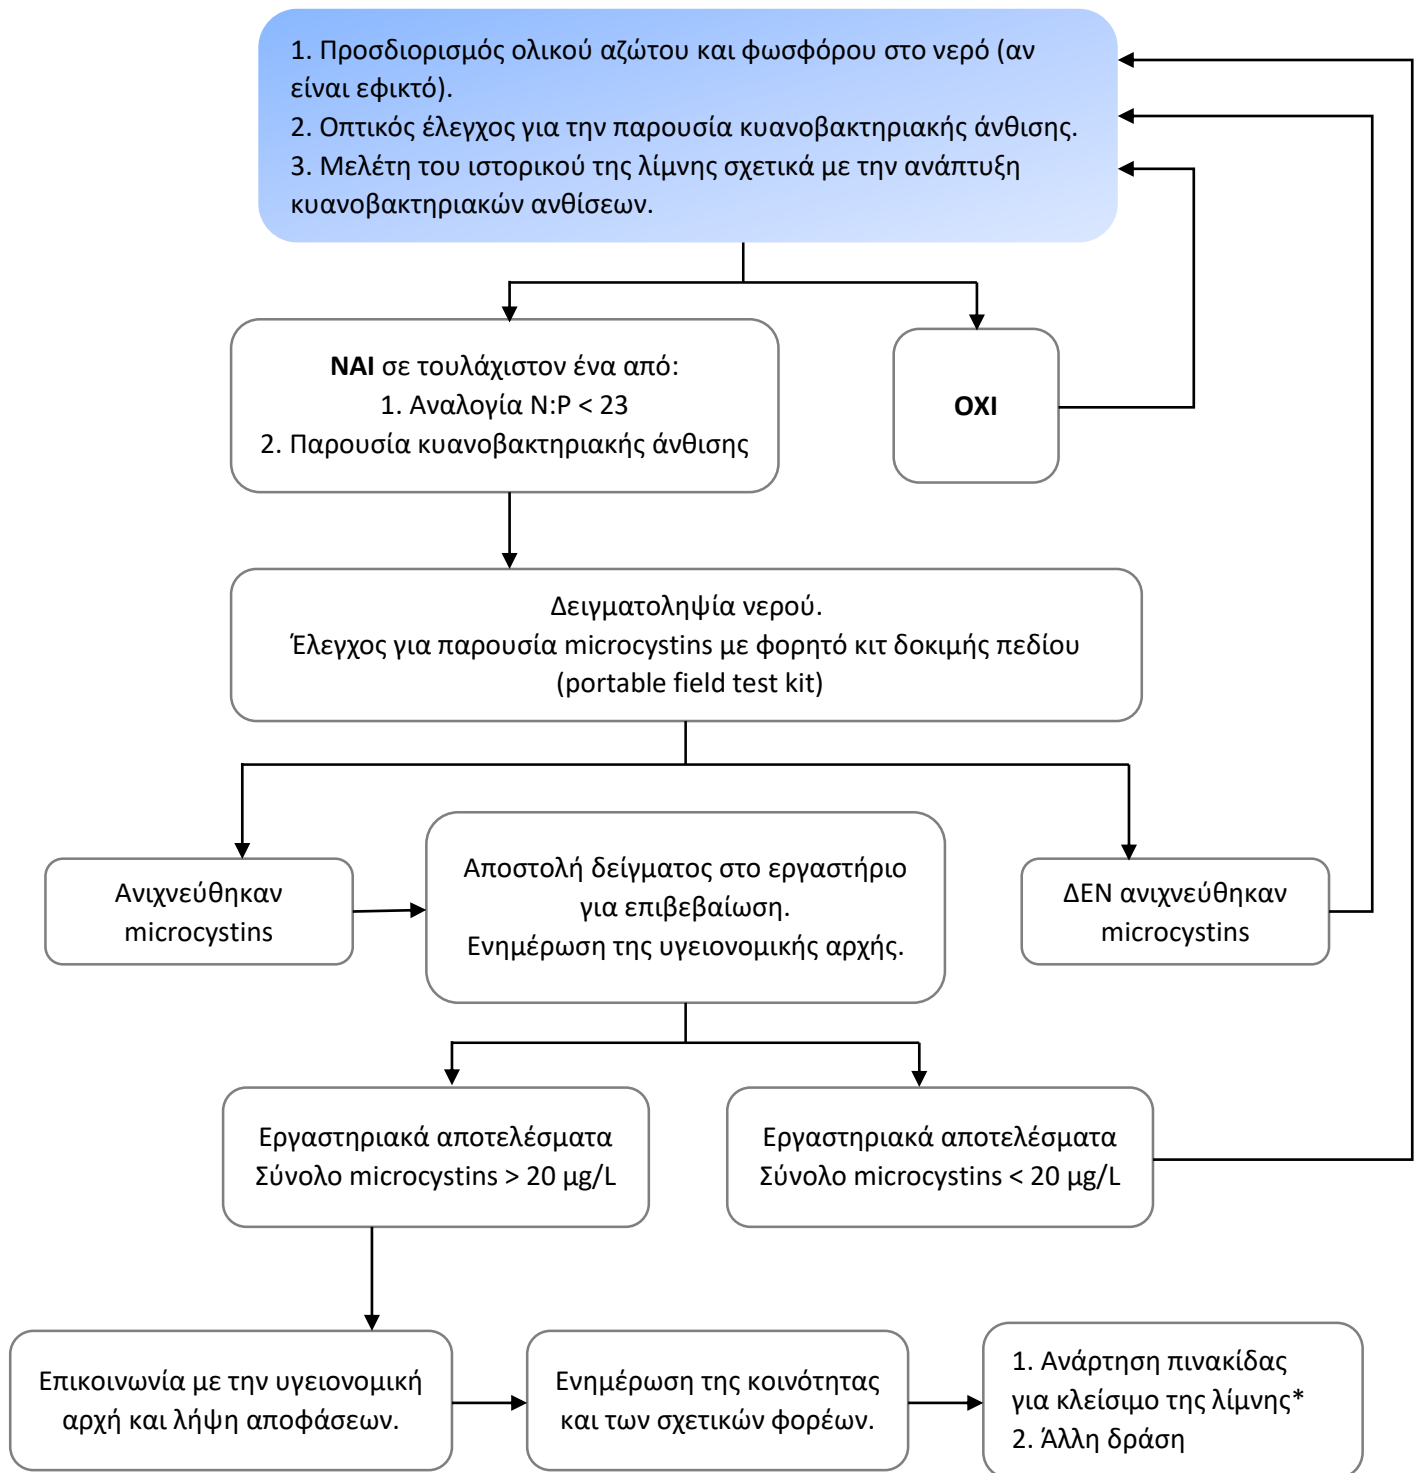 1. Προσδιορισμός ολικού αζώτου και φωσφόρου στο νερό (αν
είναι εφικτό).
2. Οπτικός έλεγχος για την παρουσία κυανοβακτηριακής άνθισης.
3. Μελέτη του ιστορικού της λίμνης σχετικά με την ανάπτυξη
κυανοβακτηριακών ανθίσεων.
ΝΑΙ σε τουλάχιστον ένα από:
1. Αναλογία N:P < 23
2. Παρουσία κυανοβακτηριακής άνθισης
ΟΧΙ
Δειγματοληψία νερού.
Έλεγχος για παρουσία microcystins με φορητό κιτ δοκιμής πεδίου
(portable field test kit)
Ανιχνεύθηκαν
microcystins
Αποστολή δείγματος στο εργαστήριο
για επιβεβαίωση.
Ενημέρωση της υγειονομικής αρχής.
ΔΕΝ ανιχνεύθηκαν
microcystins
Εργαστηριακά αποτελέσματα
Σύνολο microcystins > 20 μg/L
Εργαστηριακά αποτελέσματα
Σύνολο microcystins < 20 μg/L
Επικοινωνία με την υγειονομική
αρχή και λήψη αποφάσεων.
Ενημέρωση της κοινότητας
και των σχετικών φορέων.
1. Ανάρτηση πινακίδας
για κλείσιμο της λίμνης*
2. Άλλη δράση